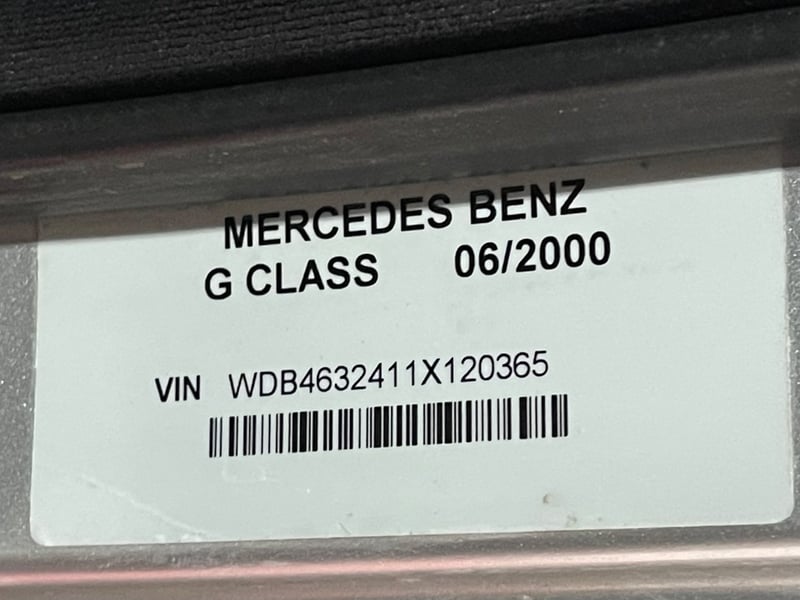 MERCEDES BENZ
G CLASS 06/2000
VIN WDB4632411X120365